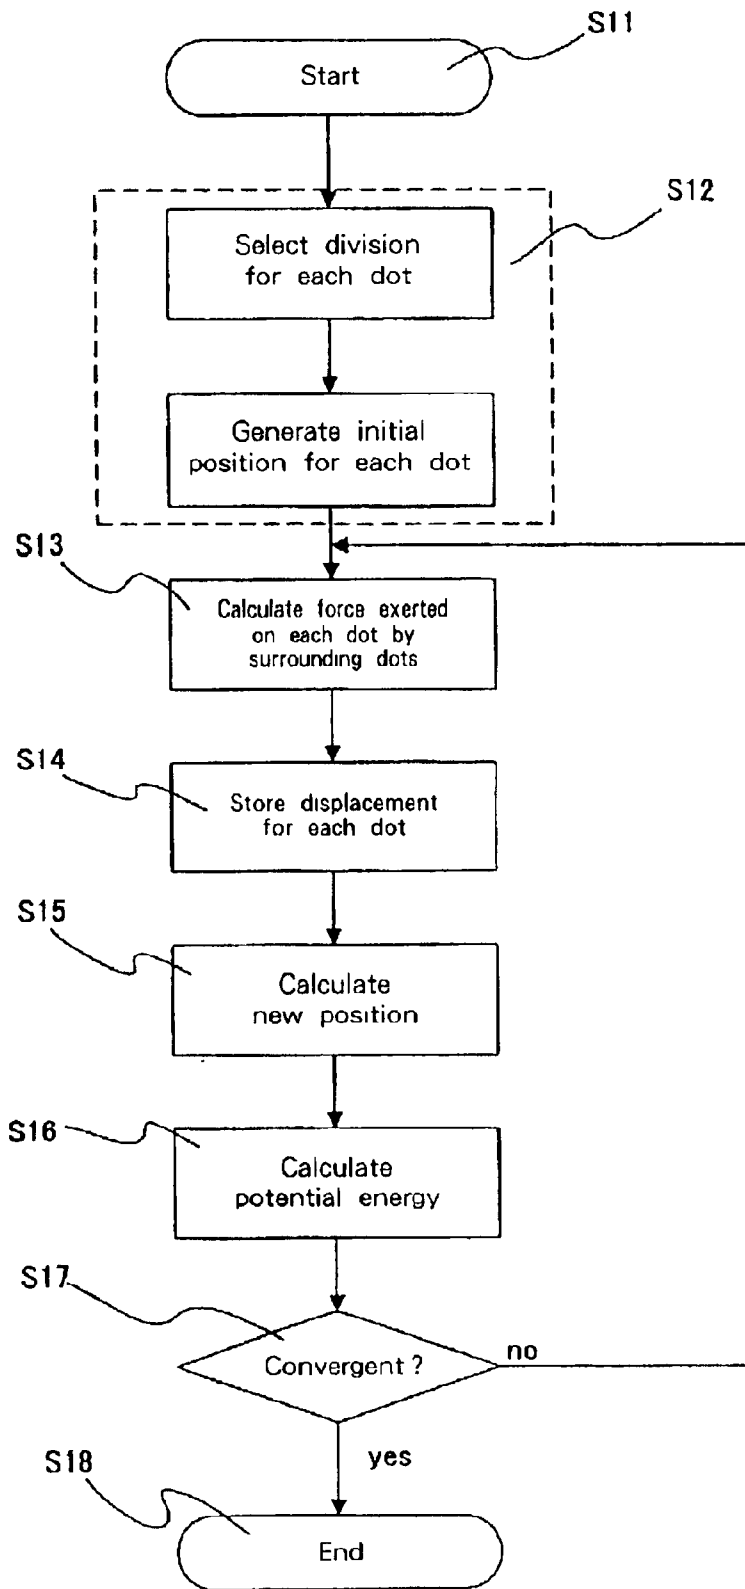 S11
Start
S12
Select division
for each dot
Generate initial
position for each dot
S13
Calculate force exerted
on each dot by
surrounding dots
S14
Store displacement
for each dot
S15
Calculate
new position
S16
Calculate
potential energy
S17
Convergent ?
no
yes
S18
End